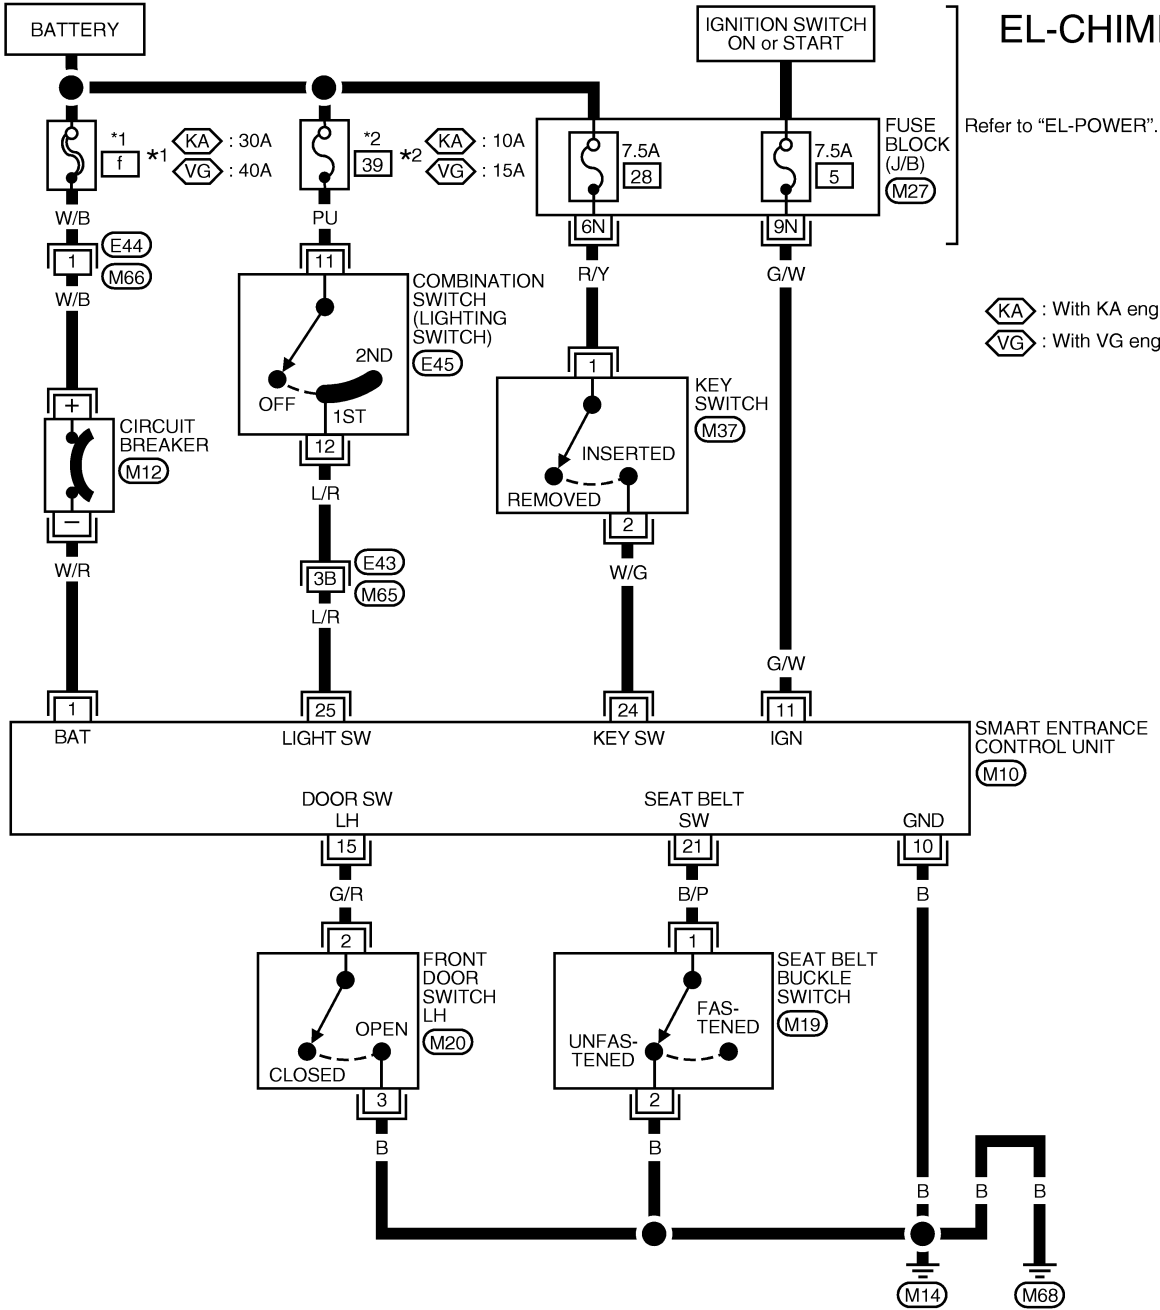 BATTERY
IGNITION SWITCH
ON or START
EL-CHIM
Refer to “EL-POWER”.
*1
f
*1
KA : 30A
VG : 40A
*2
39
*2
KA : 10A
VG : 15A
7.5A
28
7.5A
5
FUSE
BLOCK
(J/B)
M27
W/B
PU
6N
9N
1
E44
M66
11
R/Y
G/W
W/B
COMBINATION
SWITCH
(LIGHTING
SWITCH)
E45
OFF
2ND
1ST
KA : With KA eng
VG : With VG eng
+
CIRCUIT
BREAKER
M12
−
12
1
KEY
SWITCH
M37
INSERTED
REMOVED
2
L/R
W/R
3B
E43
M65
W/G
L/R
G/W
1
25
24
11
BAT
LIGHT SW
KEY SW
IGN
SMART ENTRANCE
CONTROL UNIT
M10
DOOR SW
LH
SEAT BELT
SW
GND
15
21
10
G/R
B/P
B
2
1
FRONT
DOOR
SWITCH
LH
M20
OPEN
CLOSED
SEAT BELT
BUCKLE
SWITCH
M19
FAS-
TENED
UNFAS-
TENED
3
2
B
B
B
B
B
M14
M68